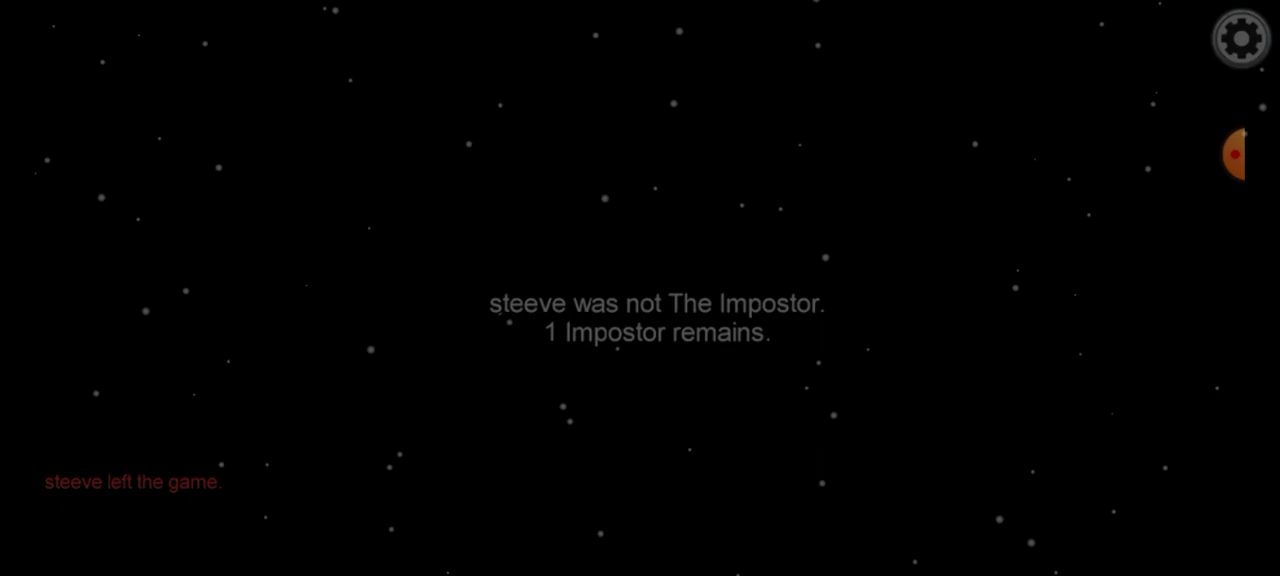 steeve was not The Impostor.
1 Impostor remains.
steeve left the game.